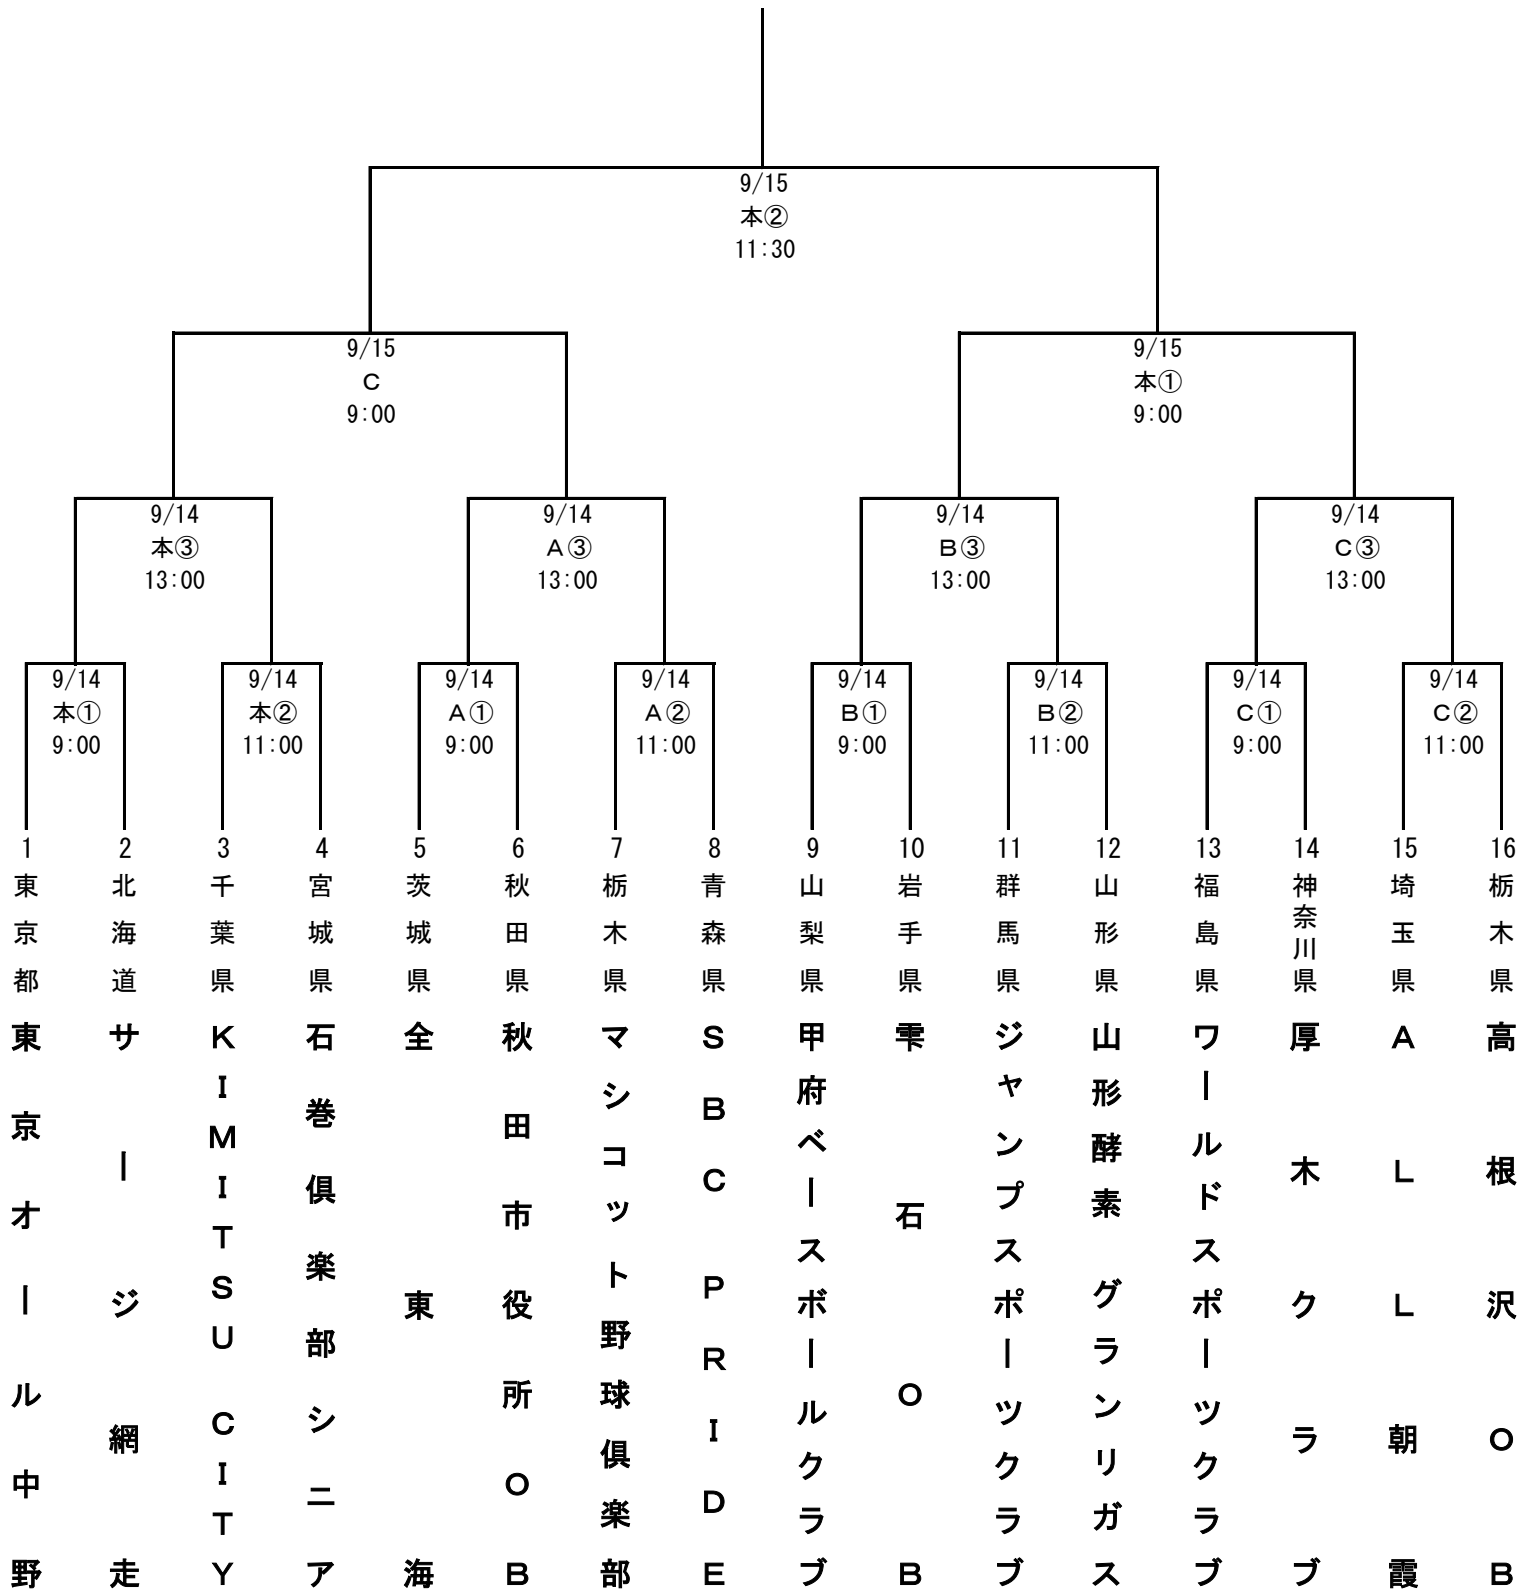 9/15
本②
11:30
9/15
C
9:00
9/15
本①
9:00
9/14
本③
13:00
9/14
A③
13:00
9/14
B③
13:00
9/14
C③
13:00
9/14
本①
9:00
9/14
本②
11:00
9/14
A①
9:00
9/14
A②
11:00
9/14
B①
9:00
9/14
B②
11:00
9/14
C①
9:00
9/14
C②
11:00
1
東京都
東京オール中野
2
北海道
サージ網走
3
千葉県
KIMITSU CITY
4
宮城県
石巻倶楽部シニア
5
茨城県
全東海
6
秋田県
秋田市役所OB
7
栃木県
マシコット野球倶楽部
8
青森県
SBC PRIDE
9
山梨県
甲府ベースボールクラブ
10
岩手県
雫石OB
11
群馬県
ジャンプスポーツクラブ
12
山形県
山形酵素 グランリガス
13
福島県
ワールドスポーツクラブ
14
神奈川県
厚木クラブ
15
埼玉県
ALL朝霞
16
栃木県
高根沢OB